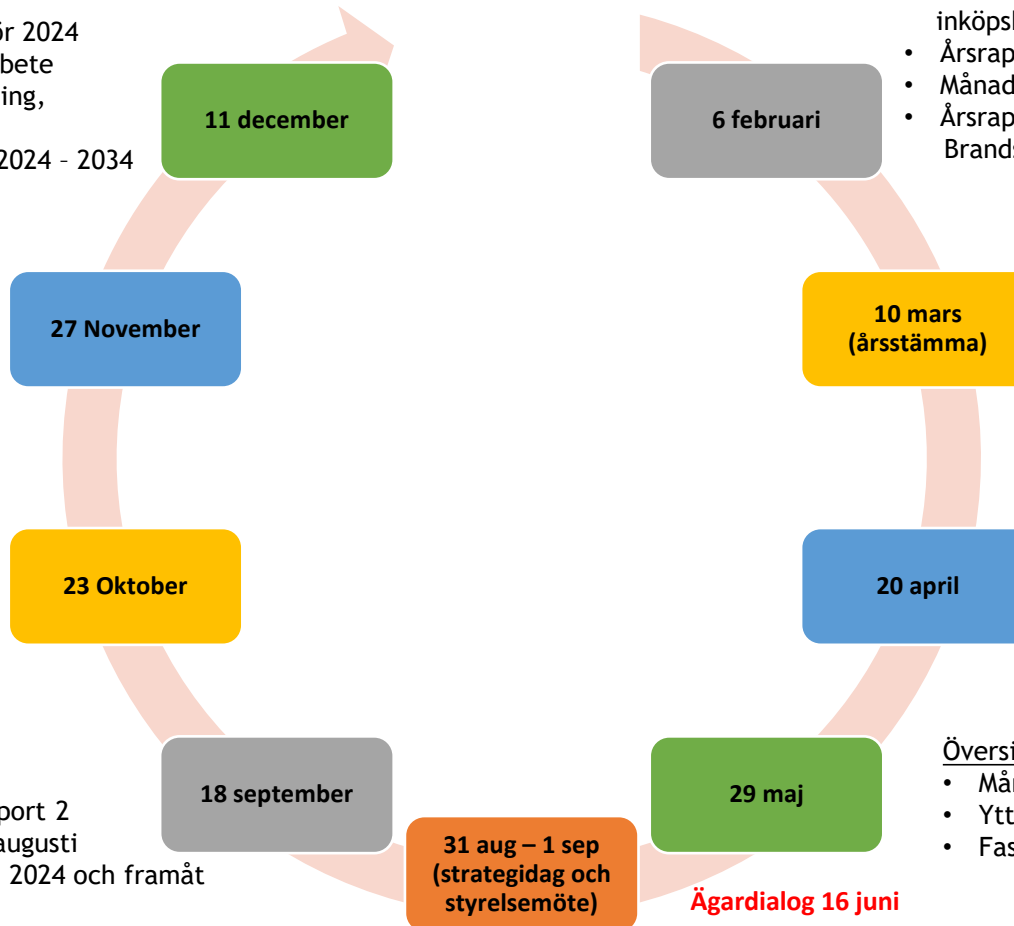 ör 2024
bete
ing,
2024 – 2034
11 december
27 November
23 Oktober
18 september
port 2
augusti
2024 och framåt
inköps
• Årsrap
• Månad
• Årsrap
Brands
6 februari
10 mars
(årsstämma)
20 april
29 maj
Översi
• Mån
• Ytt
• Fas
31 aug – 1 sep
(strategidag och
styrelsemöte)
Ägardialog 16 juni